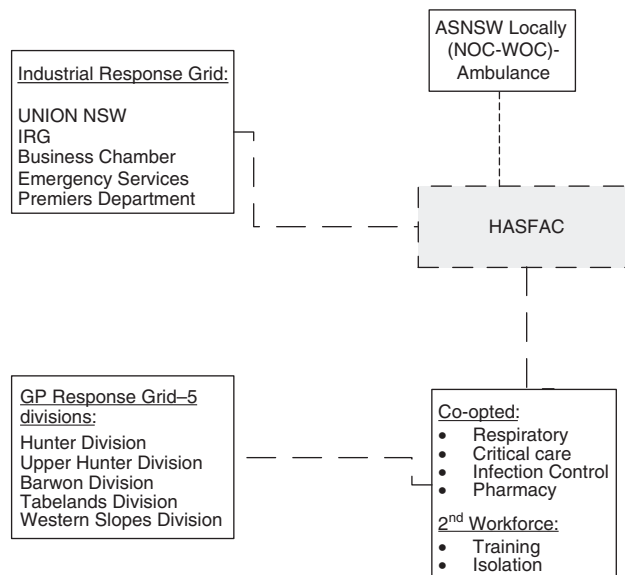 ASNSW Locally
(NOC-WOC)-
Ambulance
Industrial Response Grid:
UNION NSW
IRG
Business Chamber
Emergency Services
Premiers Department
HASFAC
GP Response Grid–5
divisions:
Hunter Division
Upper Hunter Division
Barwon Division
Tabelands Division
Western Slopes Division
Co-opted:
• Respiratory
• Critical care
• Infection Control
• Pharmacy
2nd Workforce:
• Training
• Isolation